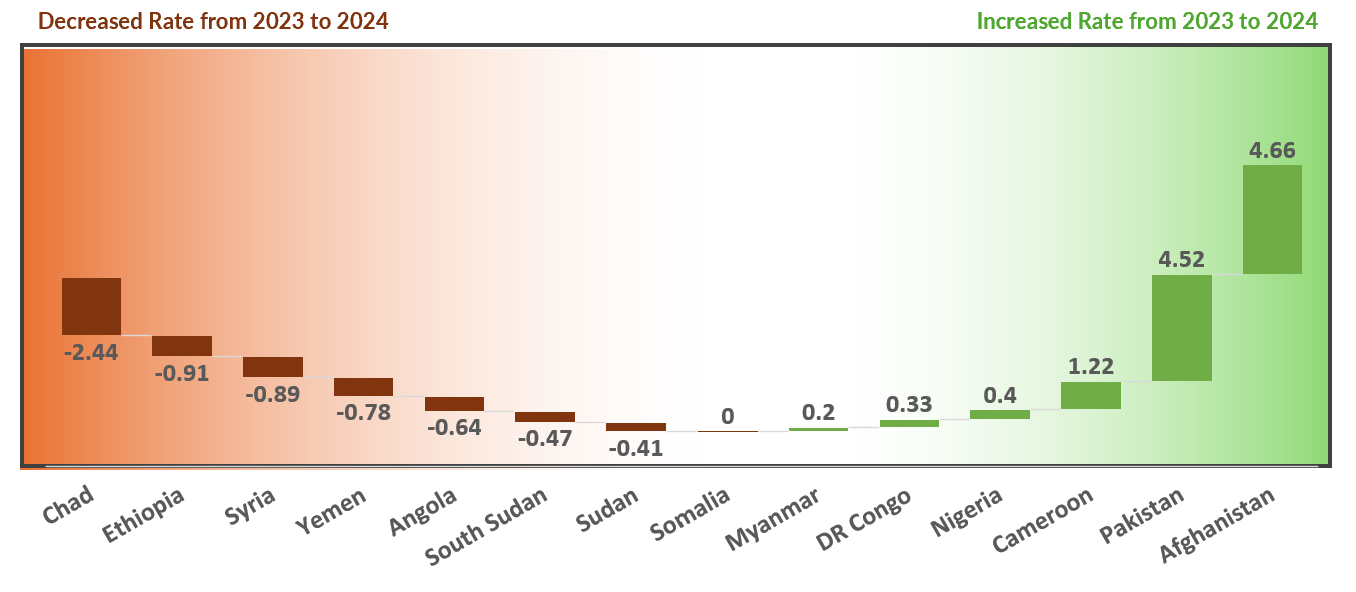 Decreased Rate from 2023 to 2024
Increased Rate from 2023 to 2024
4.66
4.52
1.22
0.4
0.33
0.2
0
-2.44
-0.91
-0.89
-0.78
-0.64
-0.47
-0.41
Chad
Ethiopia
Syria
Yemen
Angola
South Sudan
Sudan
Somalia
Myanmar
DR Congo
Nigeria
Cameroon
Pakistan
Afghanistan